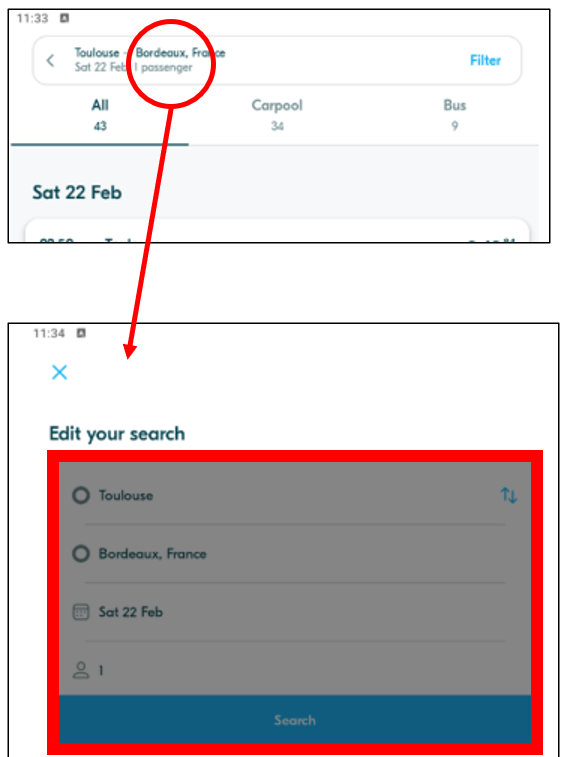 11:33
Toulouse → Bordeaux, France
Sat 22 Feb, 1 passenger
Filter
All
Carpool
Bus
43
34
9
Sat 22 Feb
11:34
Edit your search
Toulouse
Bordeaux, France
Sat 22 Feb
1
Search